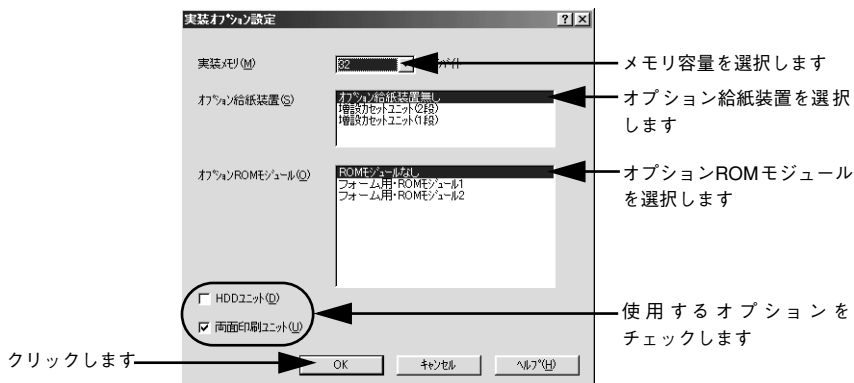 実装ｵﾌﾟｼｮﾝ設定
実装ﾒﾓﾘ(M)
32
メモリ容量を選択します
ｵﾌﾟｼｮﾝ給紙装置(S)
ｵﾌﾟｼｮﾝ給紙装置無し
増設ｶｾｯﾄﾕﾆｯﾄ(2段)
増設ｶｾｯﾄﾕﾆｯﾄ(1段)
オプション給紙装置を選択
します
ｵﾌﾟｼｮﾝROMﾓｼﾞｭｰﾙ(O)
ROMﾓｼﾞｭｰﾙなし
フォーム用･ROMﾓｼﾞｭｰﾙ1
フォーム用･ROMﾓｼﾞｭｰﾙ2
オプションROMモジュール
を選択します
HDDﾕﾆｯﾄ(D)
両面印刷ﾕﾆｯﾄ(U)
使用するオプションを
チェックします
クリックします
OK
ｷｬﾝｾﾙ
ﾍﾙﾌﾟ(H)